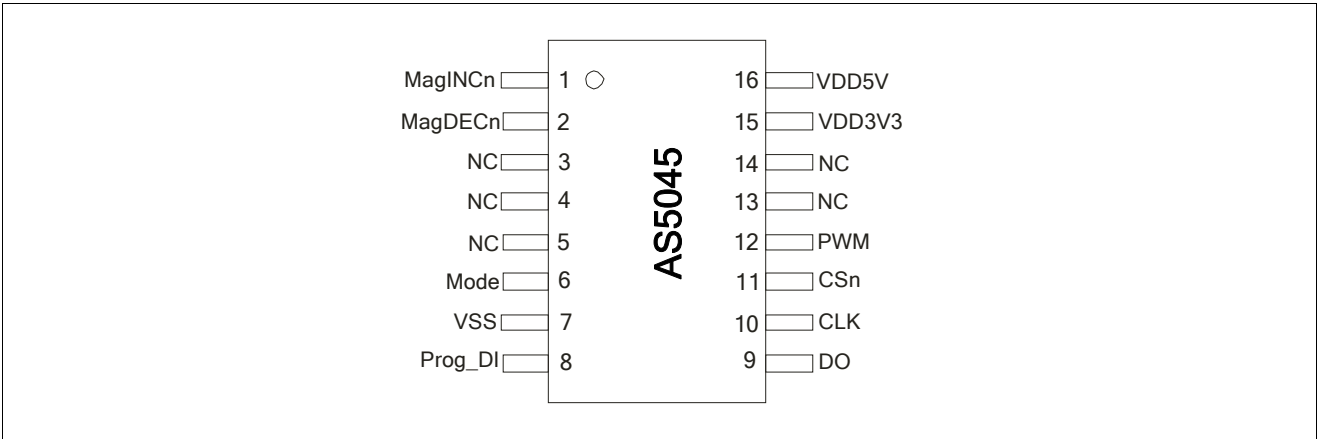 MagINCn 1 16 VDD5V
MagDECn 2 15 VDD3V3
NC 3 14 NC
NC 4 13 NC
NC 5 12 PWM
Mode 6 11 CSn
VSS 7 10 CLK
Prog_DI 8 9 DO
AS5045